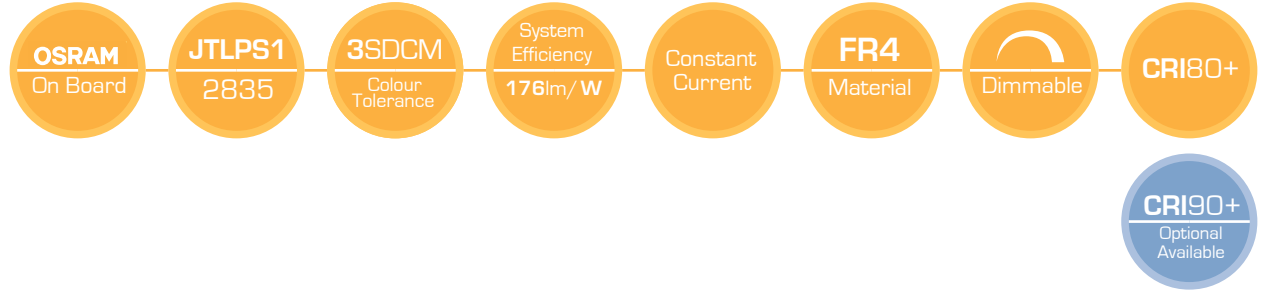 OSRAM
On Board
JTLPS1
2835
3SDCM
Colour
Tolerance
System
Efficiency
176lm/W
Constant
Current
FR4
Material
Dimmable
CRI80+
CRI90+
Optional
Available